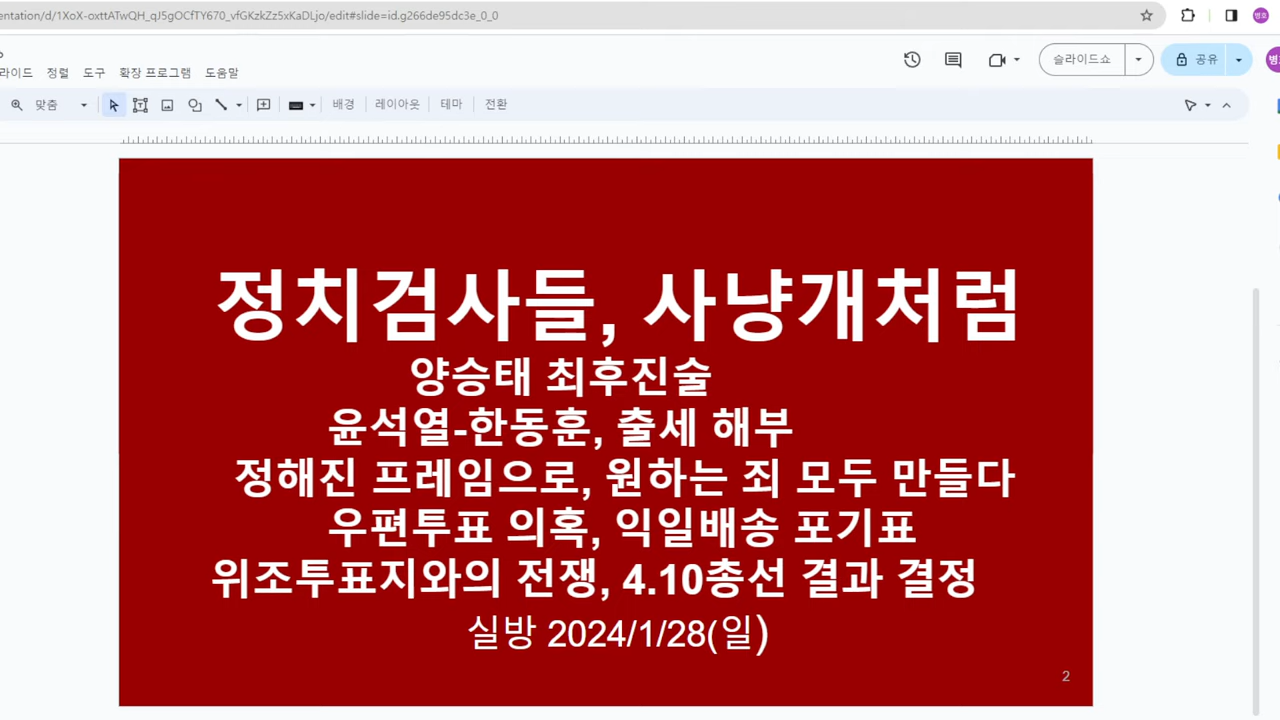 entation/d/1XoX-oxttATwQH_qJ5gOCfTY670_vfGKzkZz5xKaDLjo/edit#slide=id.g266de95dc3e_0_0
병호
라이드 정렬 도구 확장 프로그램 도움말
슬라이드쇼
공유
맞춤
배경 레이아웃 테마 전환
정치검사들, 사냥개처럼
양승태 최후진술
윤석열-한동훈, 출세 해부
정해진 프레임으로, 원하는 죄 모두 만들다
우편투표 의혹, 익일배송 포기표
위조투표지와의 전쟁, 4.10총선 결과 결정
실방 2024/1/28(일)
2